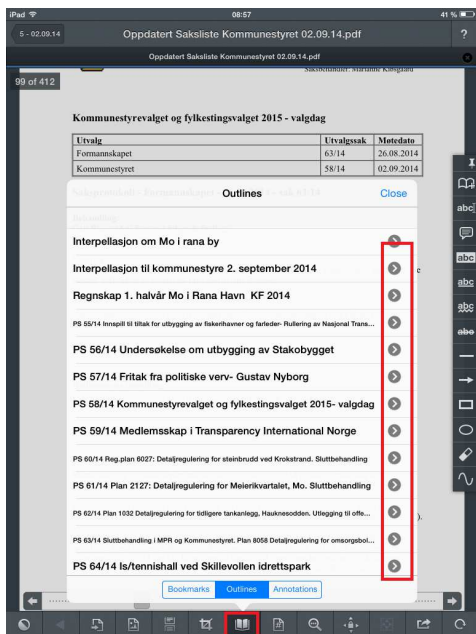 iPad 08:57 41 %
5 - 02.09.14 Oppdatert Saksliste Kommunestyret 02.09.14.pdf ?
Oppdatert Saksliste Kommunestyret 02.09.14.pdf
Saksbehandler: Marianne
99 of 412
Kommunestyrevalget og fylkestingsvalget 2015 - valgdag
Utvalg Utvalgssak Møtedato
Formannskapet 63/14 26.08.2014
Kommunestyret 58/14 02.09.2014
Outlines Close
Interpellasjon om Mo i rana by
Interpellasjon til kommunestyre 2. september 2014
Regnskap 1. halvår Mo i Rana Havn KF 2014
PS 55/14 Innspill til tiltak for utbygging av fiskerihavner og farleder- Rullering av Nasjonal Trans...
PS 56/14 Undersøkelse om utbygging av Stakobygget
PS 57/14 Fritak fra politiske verv- Gustav Nyborg
PS 58/14 Kommunestyrevalget og fylkestingsvalget 2015- valgdag
PS 59/14 Medlemsskap i Transparency International Norge
PS 60/14 Reg.plan 6027: Detaljregulering for steinbrudd ved Krokstrand. Sluttbehandling
PS 61/14 Plan 2127: Detaljregulering for Meierikvartalet, Mo. Sluttbehandling
PS 62/14 Plan 1032 Detaljregulering for tidligere tankanlegg, Hauknesodden. Utlegging til offe...
PS 63/14 Sluttbehandling i MPR og Kommunestyret. Plan 8058 Detaljregulering for omsorgsbol...
PS 64/14 Is/tennishall ved Skillevollen idrettspark
Bookmarks Outlines Annotations
abc
abc
abc
abc
abc